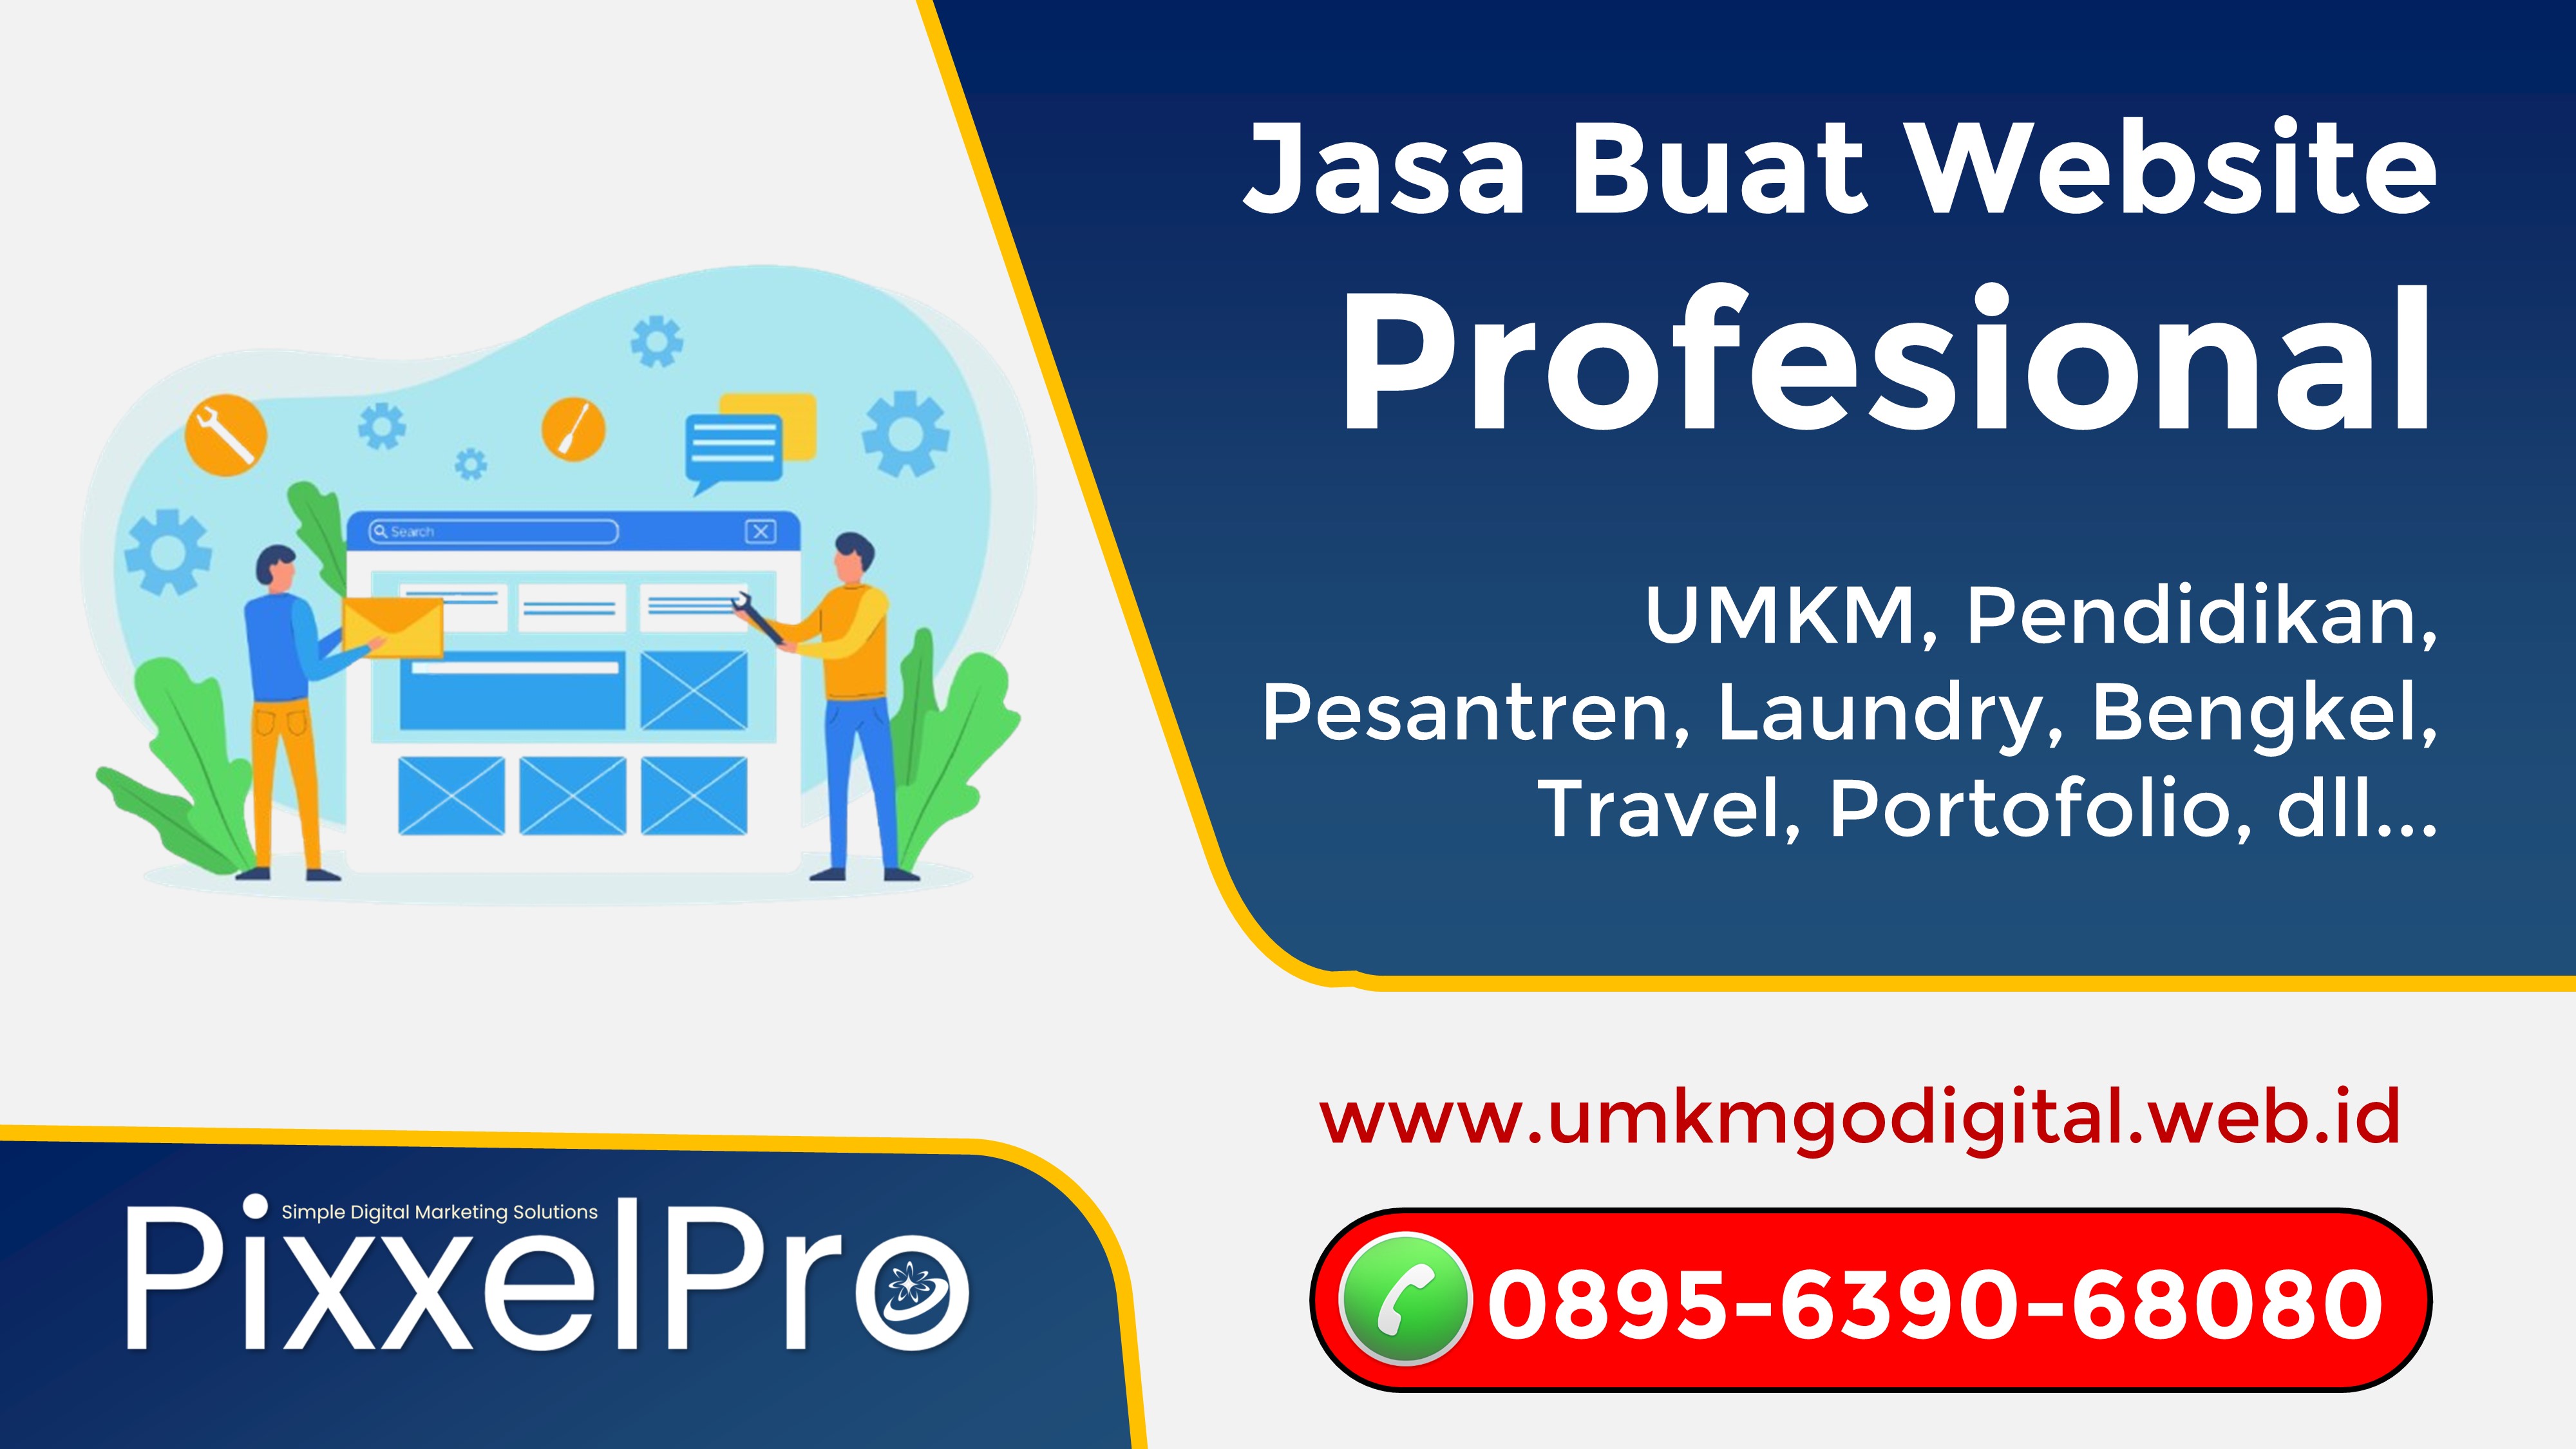 Jasa Buat Website
Profesional
Search
UMKM, Pendidikan,
Pesantren, Laundry, Bengkel,
Travel, Portofolio, dll...
www.umkmgodigital.web.id
Simple Digital Marketing Solutions
PixxelPro
0895-6390-68080